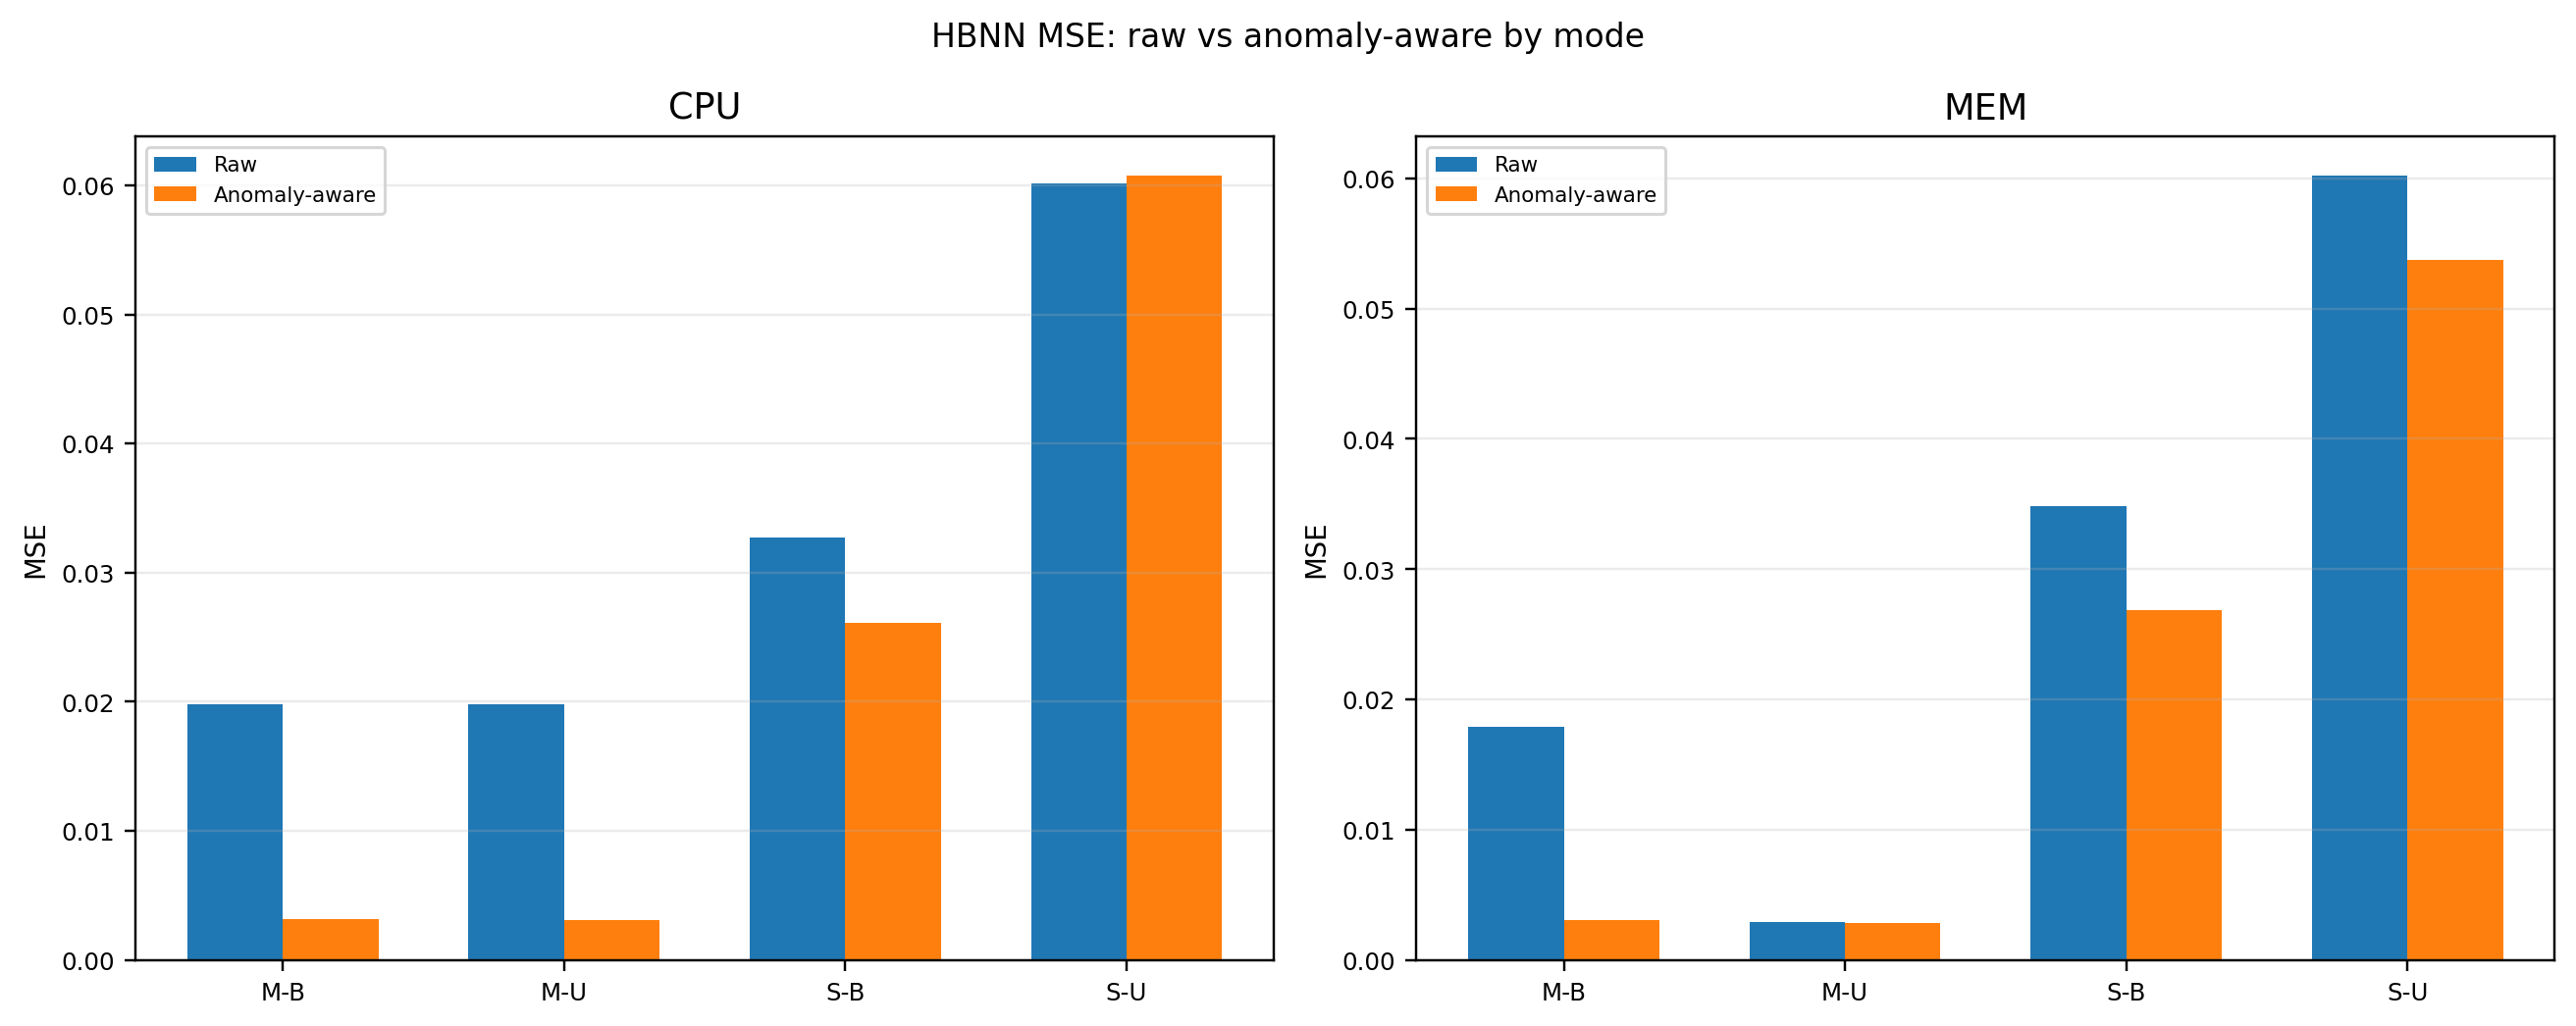 HBNN MSE: raw vs anomaly-aware by mode
CPU
Raw
Anomaly-aware
MSE
0.06
0.05
0.04
0.03
0.02
0.01
0.00
M-B M-U S-B S-U
MEM
Raw
Anomaly-aware
MSE
0.06
0.05
0.04
0.03
0.02
0.01
0.00
M-B M-U S-B S-U